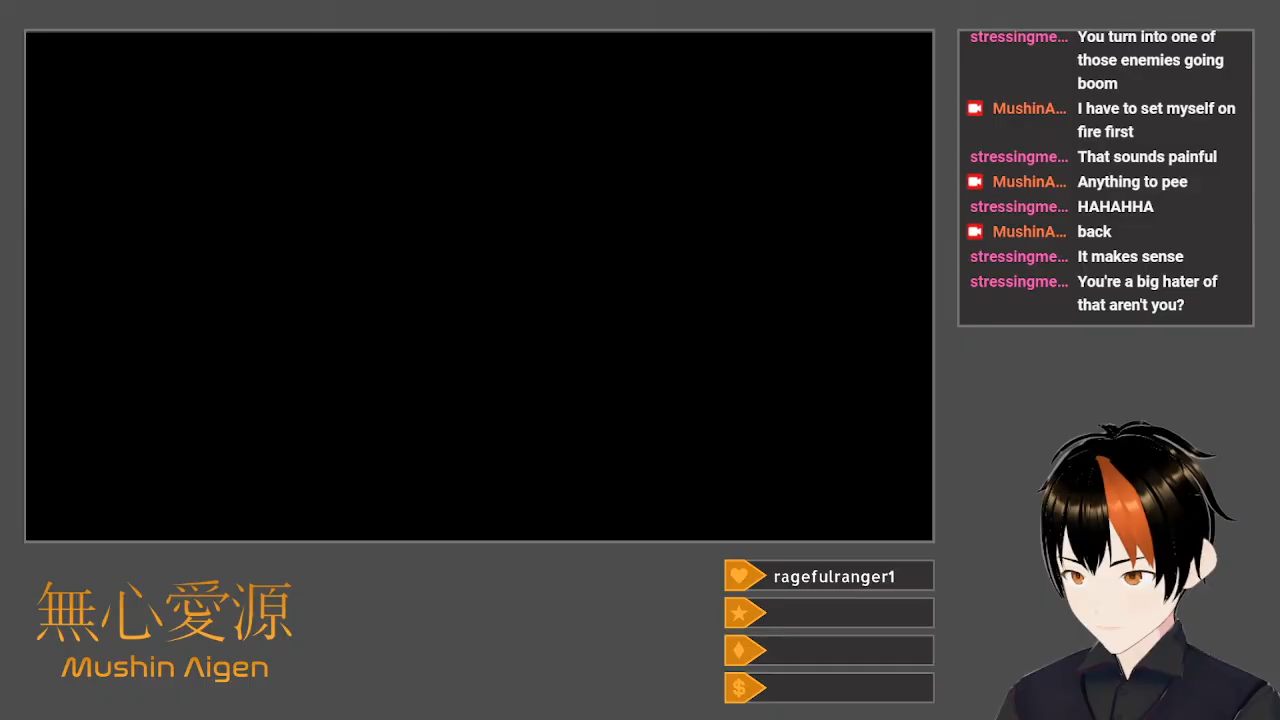 stressingme... You turn into one of
those enemies going
boom
MushinA... I have to set myself on
fire first
stressingme... That sounds painful
MushinA... Anything to pee
stressingme... HAHAHHA
MushinA... back
stressingme... It makes sense
stressingme... You're a big hater of
that aren't you?
ragefulranger1
$
無心愛源
Mushin Aigen